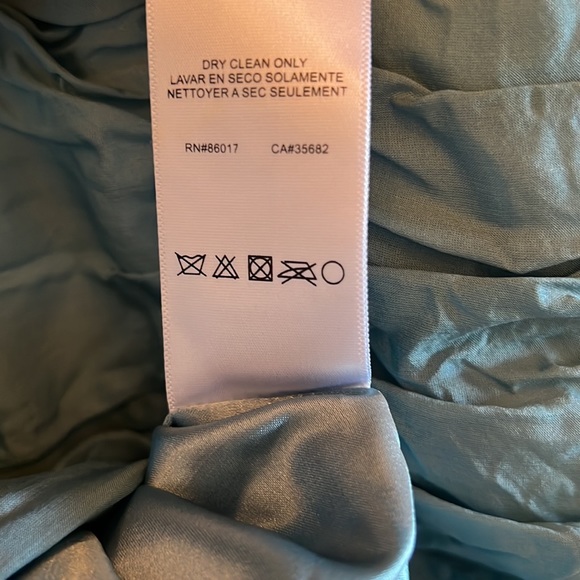 DRY CLEAN ONLY
LAVAR EN SECO SOLAMENTE
NETTOYER A SEC SEULEMENT
RN#86017 CA#35682